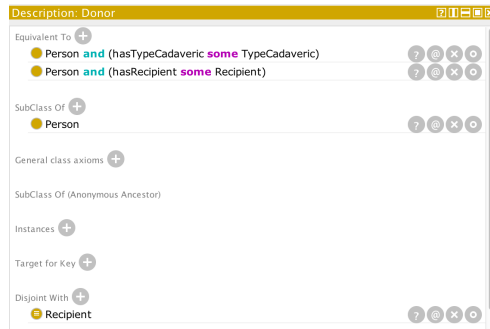 Description: Donor
Equivalent To
Person and (hasTypeCadaveric some TypeCadaveric)
Person and (hasRecipient some Recipient)
SubClass Of
Person
General class axioms
SubClass Of (Anonymous Ancestor)
Instances
Target for Key
Disjoint With
Recipient